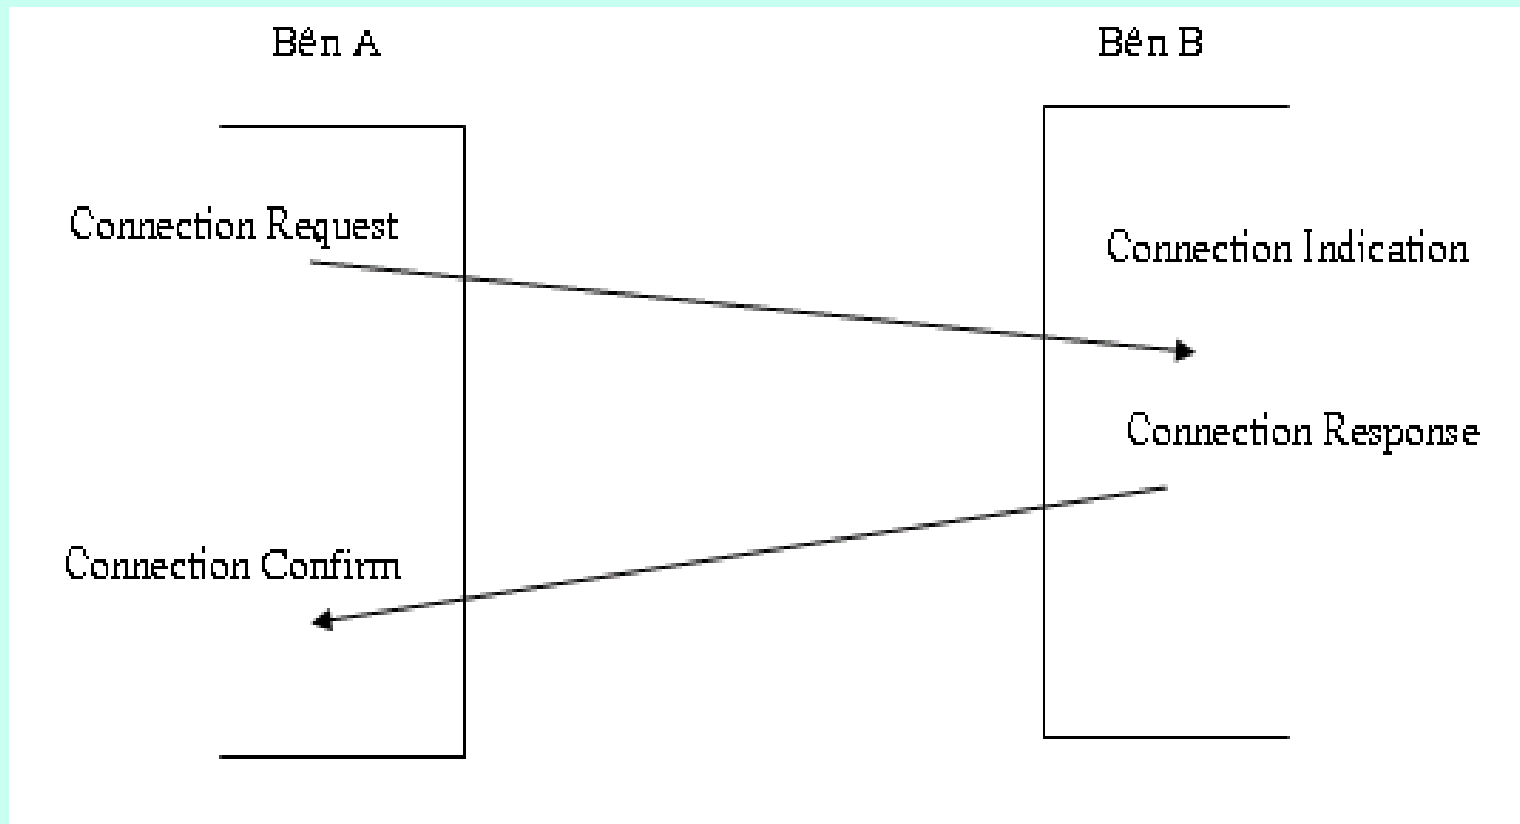 Bên A
Bên B
Connection Request
Connection Indication
Connection Response
Connection Confirm